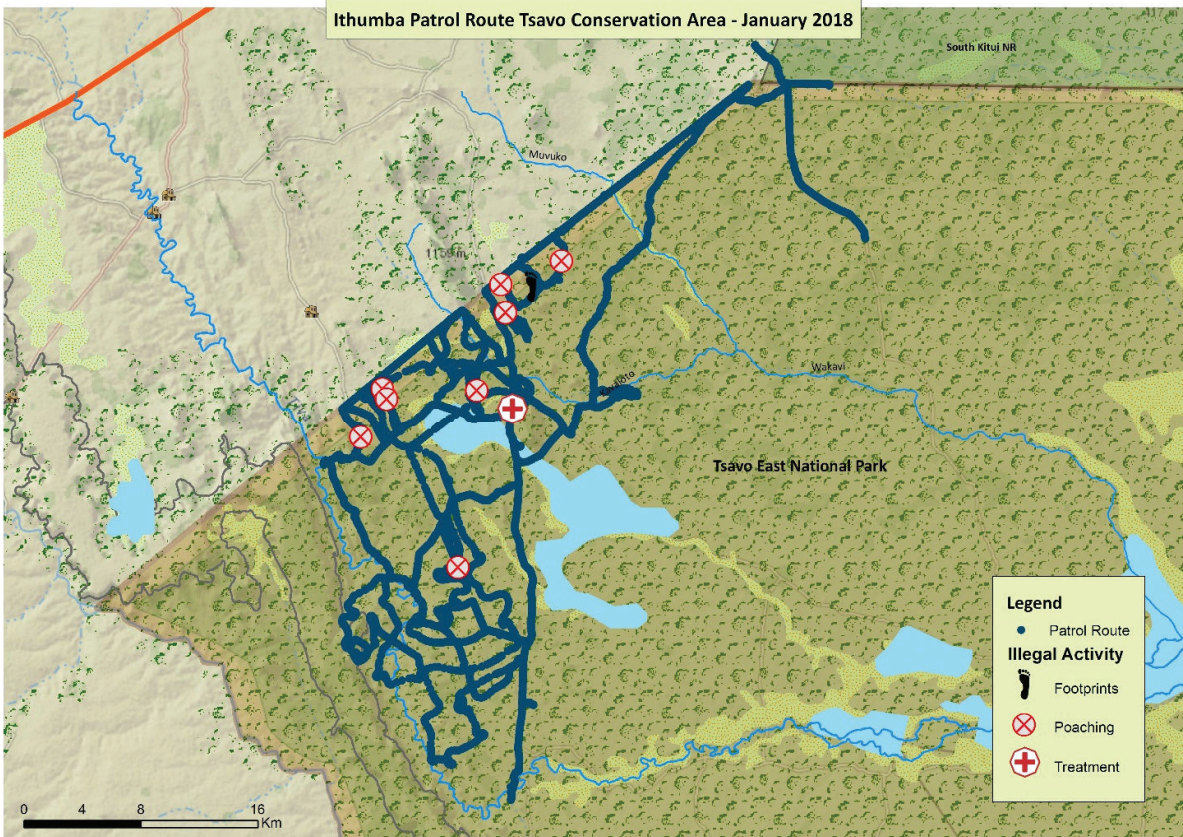 Ithumba Patrol Route Tsavo Conservation Area - January 2018
117 m
South Kitui NR
Muvuko
Wakavi
Tsavo East National Park
Legend
Patrol Route
Illegal Activity
Footprints
Poaching
Treatment
0 4 8 16
Km